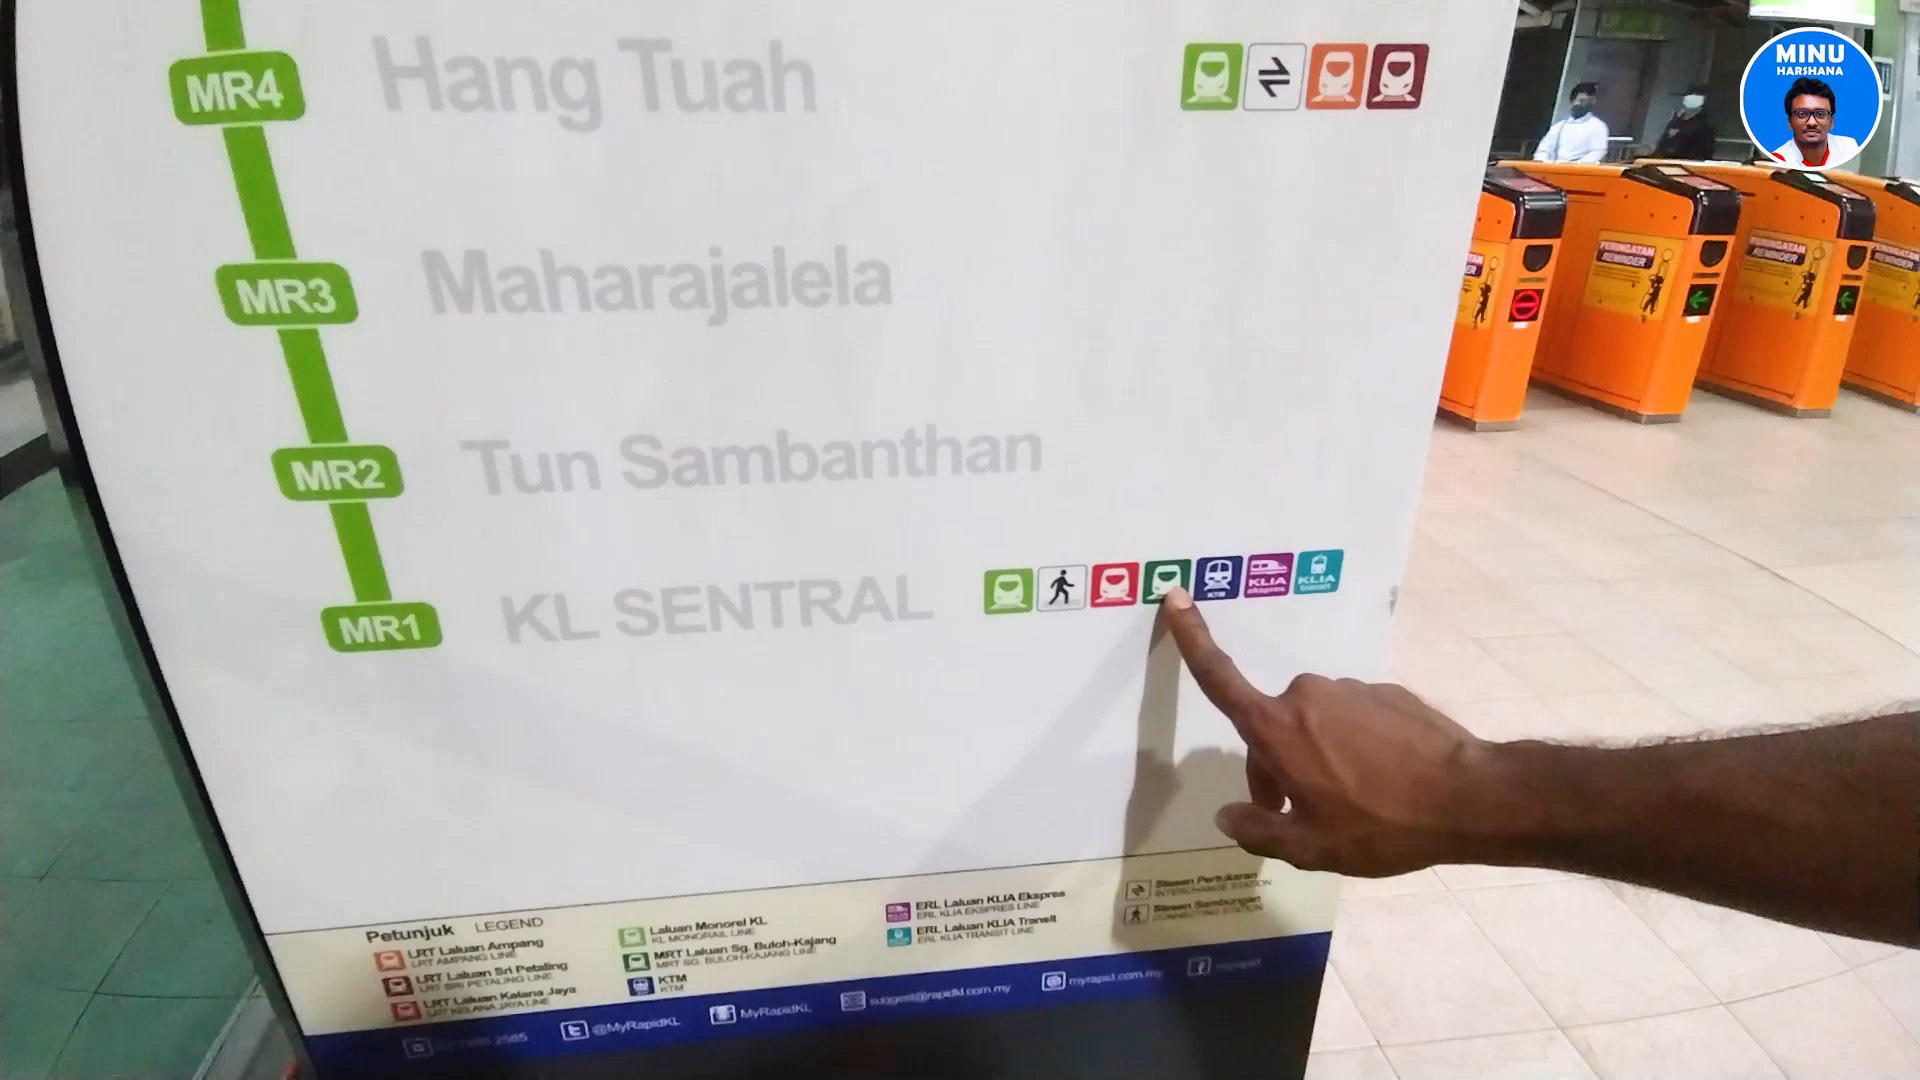 MINU
HARSHANA
MR4 Hang Tuah
MR3 Maharajalela
MR2 Tun Sambanthan
MR1 KL SENTRAL
KTM
KLIA
ekspres
KLIA
transit
PERINGATAN
REMINDER
PERINGATAN
REMINDER
Petunjuk LEGEND
LRT Laluan Ampang
LRT AMPANG LINE
LRT Laluan Sri Petaling
LRT SRI PETALING LINE
LRT Laluan Kelana Jaya
LRT KELANA JAYA LINE
Laluan Monorel KL
KL MONORAIL LINE
MRT Laluan Sg. Buloh-Kajang
MRT SG. BULOH-KAJANG LINE
KTM
KTM
ERL Laluan KLIA Ekspres
ERL KLIA EKSPRES LINE
ERL Laluan KLIA Transit
ERL KLIA TRANSIT LINE
Stesen Pertukaran
INTERCHANGE STATION
Stesen Sambungan
CONNECTING STATION
@MyRapidKL
MyRapidKL
suggest@rapidkl.com.my
myrapid.com.my
myrapid